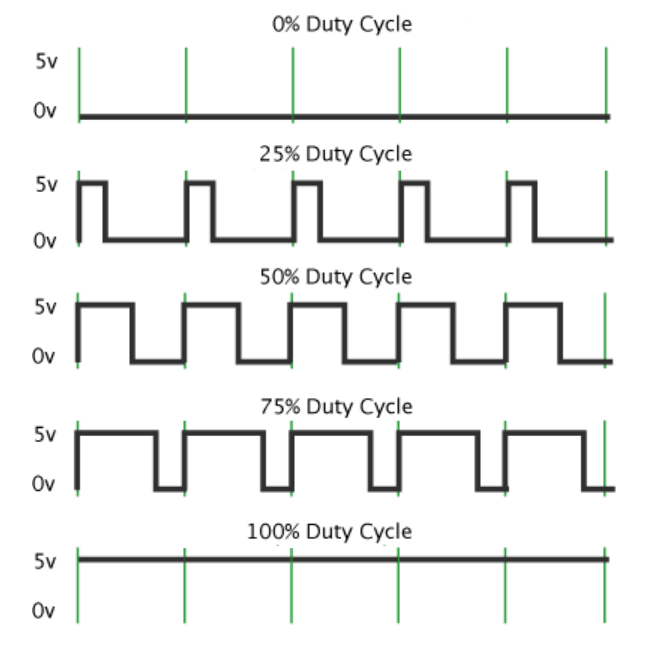 0% Duty Cycle
5v
0v
25% Duty Cycle
5v
0v
50% Duty Cycle
5v
0v
75% Duty Cycle
5v
0v
100% Duty Cycle
5v
0v